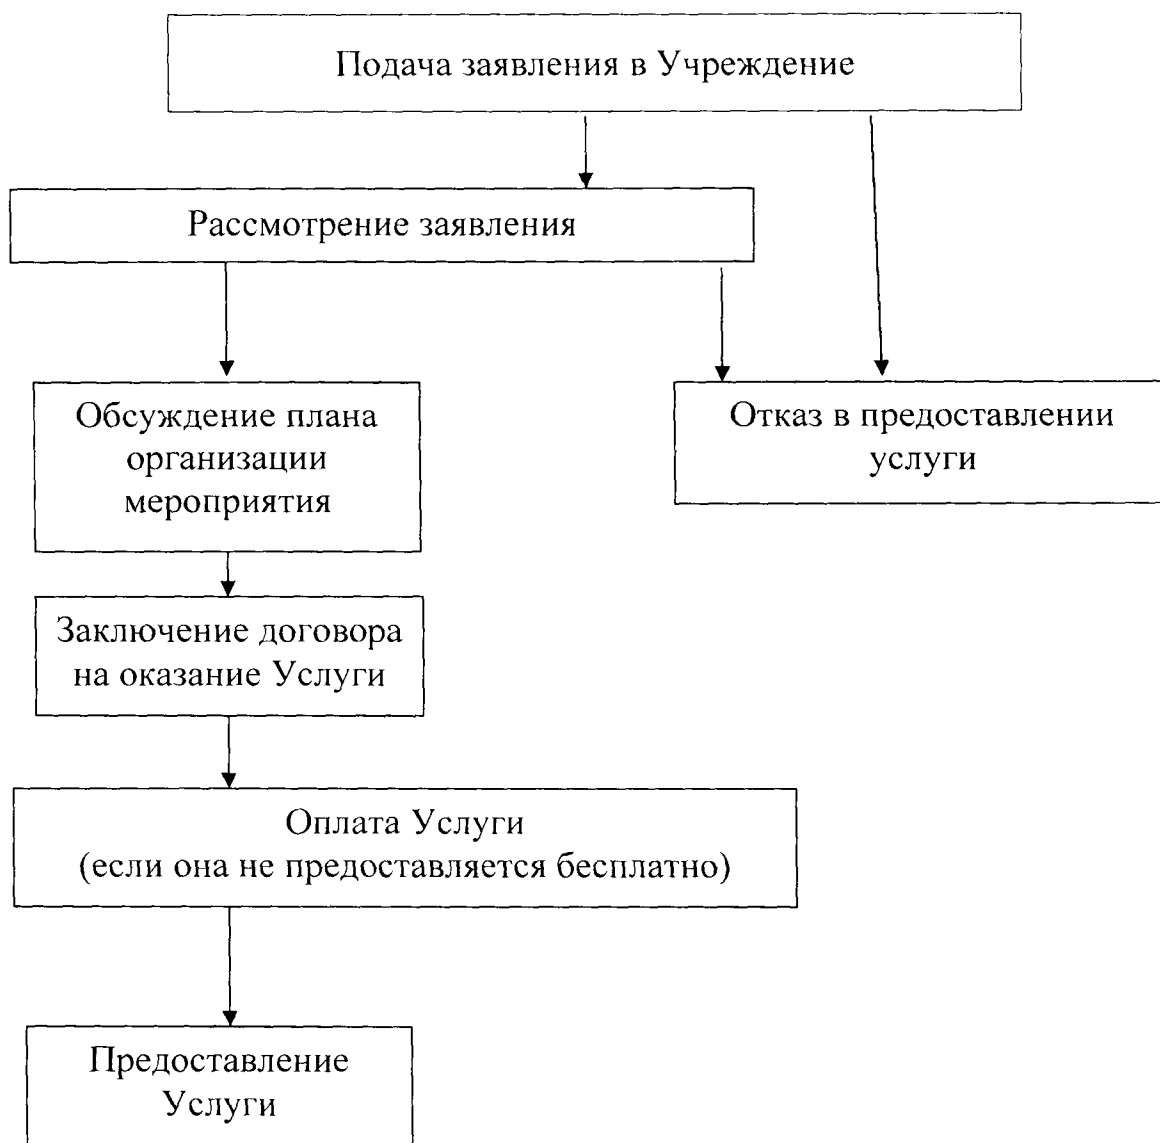 Подача заявления в Учреждение
Рассмотрение заявления
Обсуждение плана
организации
мероприятия
Отказ в предоставлении
услуги
Заключение договора
на оказание Услуги
Оплата Услуги
(если она не предоставляется бесплатно)
Предоставление
Услуги